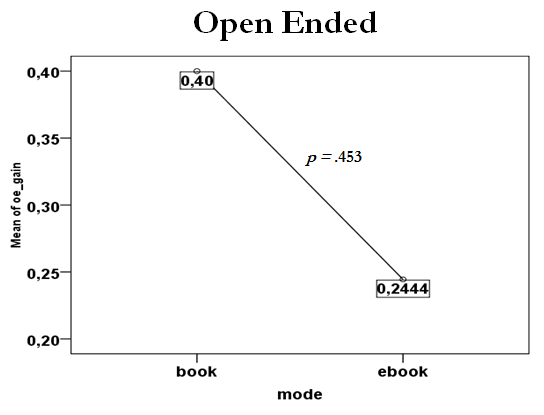 Open Ended
Mean of oe_gain
0,40
0,35
0,30
0,25
0,20
0,40
p = .453
0,2444
book
ebook
mode